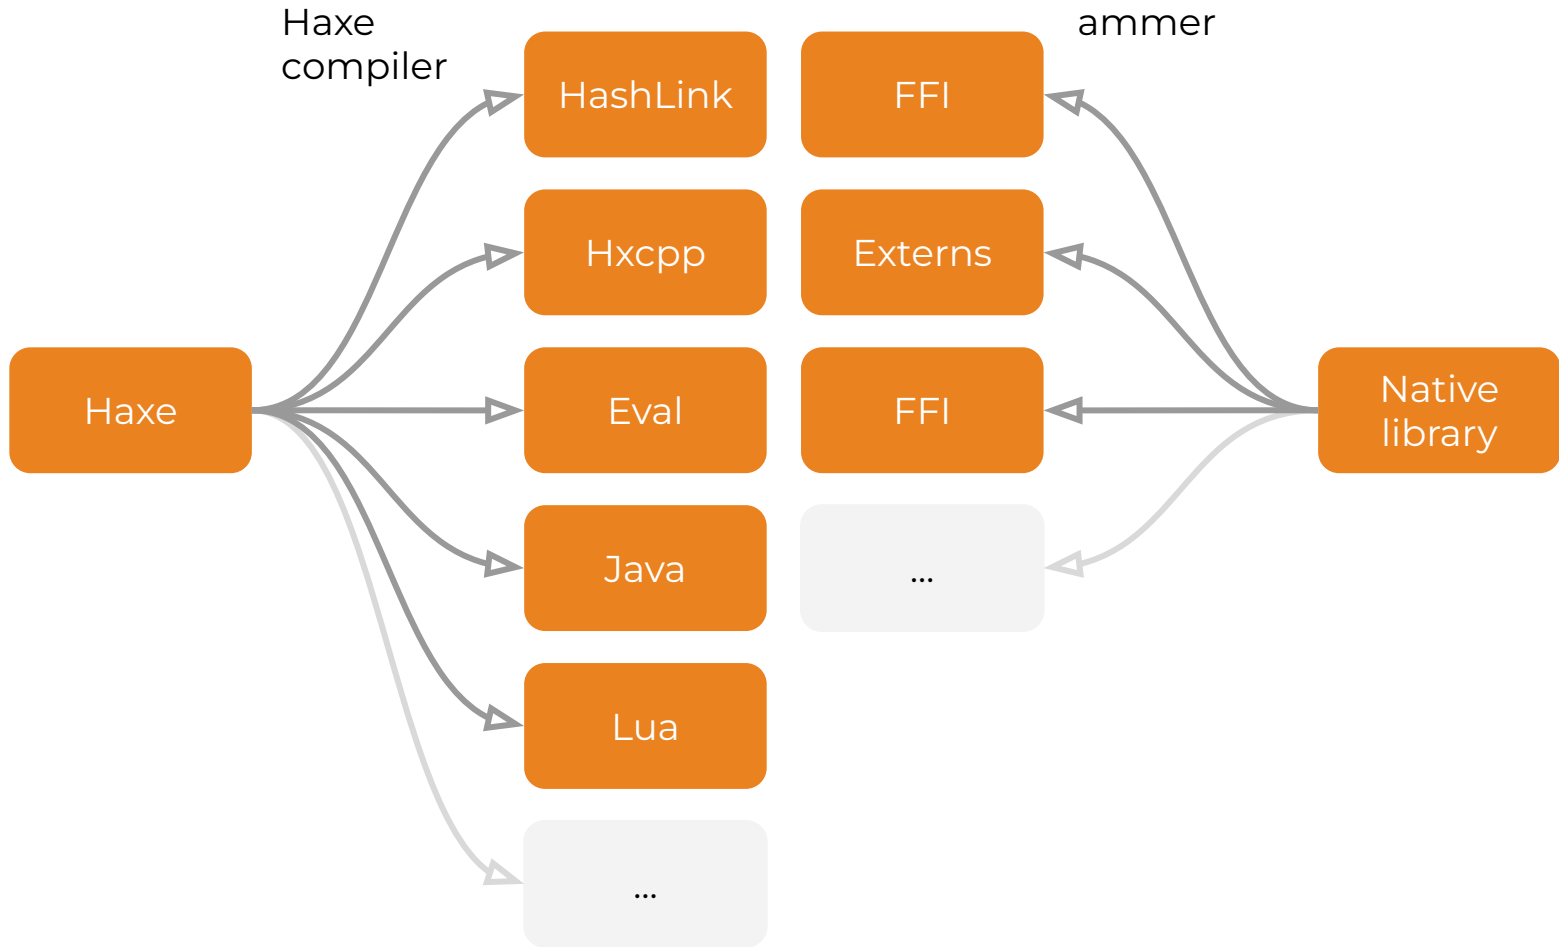 Haxe
compiler
ammer
HashLink
FFI
Hxcpp
Externs
Haxe
Eval
FFI
Native
library
Java
...
Lua
...